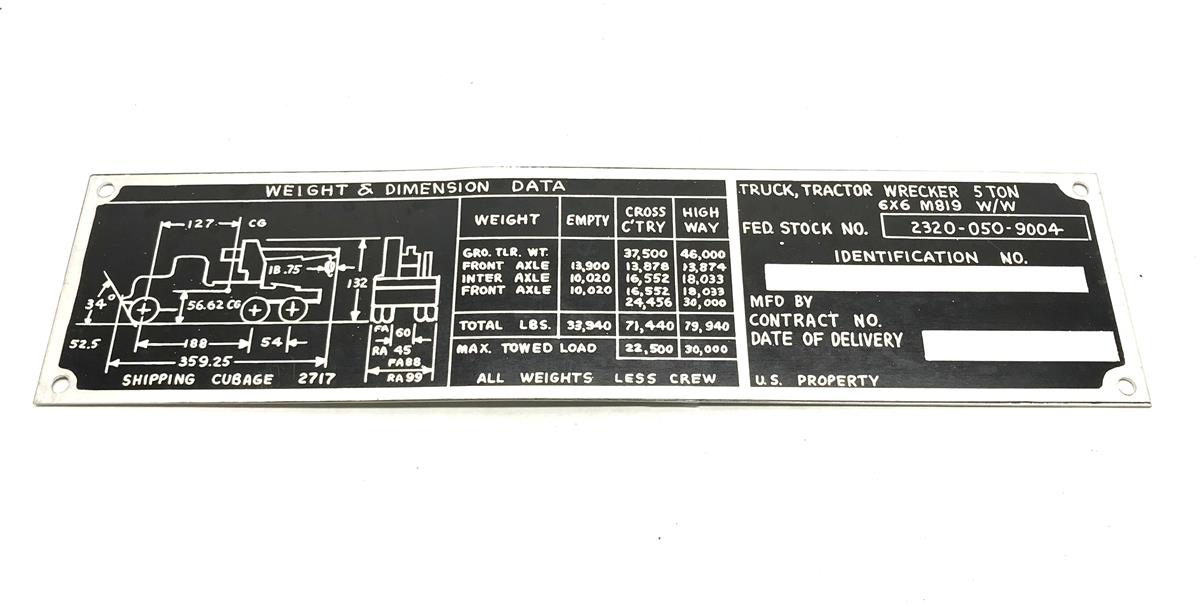 WEIGHT & DIMENSION DATA
127 CG
18.75
132
34°
56.62 CG
52.5
188
54
359.25
SHIPPING CUBAGE 2717
FA
60
RA 45
FA 88
RA 99
WEIGHT EMPTY CROSS C'TRY HIGH WAY
GRO. TLR. WT. 37,500 46,000
FRONT AXLE 13,900 13,878 13,874
INTER AXLE 10,020 16,552 18,033
FRONT AXLE 10,020 16,552 18,033
24,456 30,000
TOTAL LBS. 33,940 71,440 79,940
MAX. TOWED LOAD 22,500 30,000
ALL WEIGHTS LESS CREW
TRUCK, TRACTOR WRECKER 5 TON
6X6 M819 W/W
FED. STOCK NO. 2320-050-9004
IDENTIFICATION NO.
MFD BY
CONTRACT NO.
DATE OF DELIVERY
U.S. PROPERTY